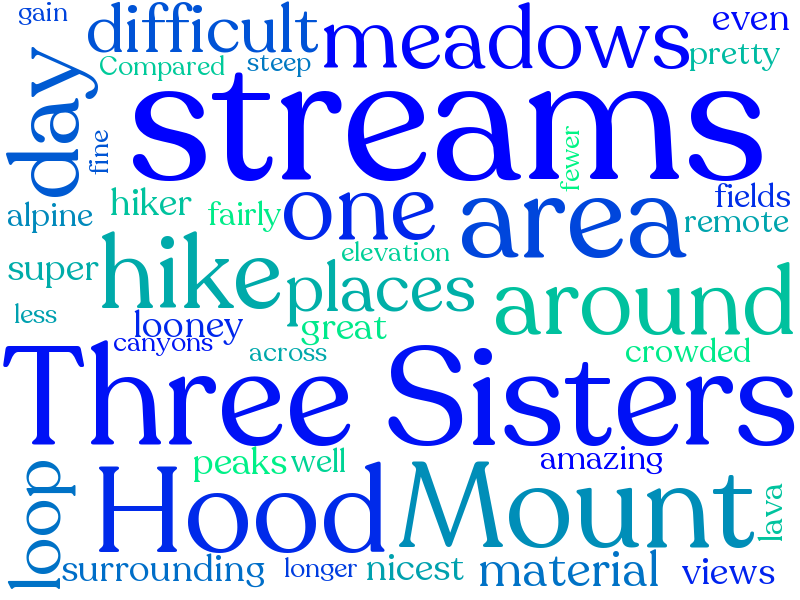 gain
difficult
meadows
even
Compared
steep
pretty
day
fine
streams
fewer
alpine
hiker
fairly
one
area
fields
remote
super
hike
elevation
places
around
less
looney
great
canyons
across
crowded
Three Sisters
peaks
well
amazing
loop
Hood
Mount
lava
surrounding
longer
nicest
material
views